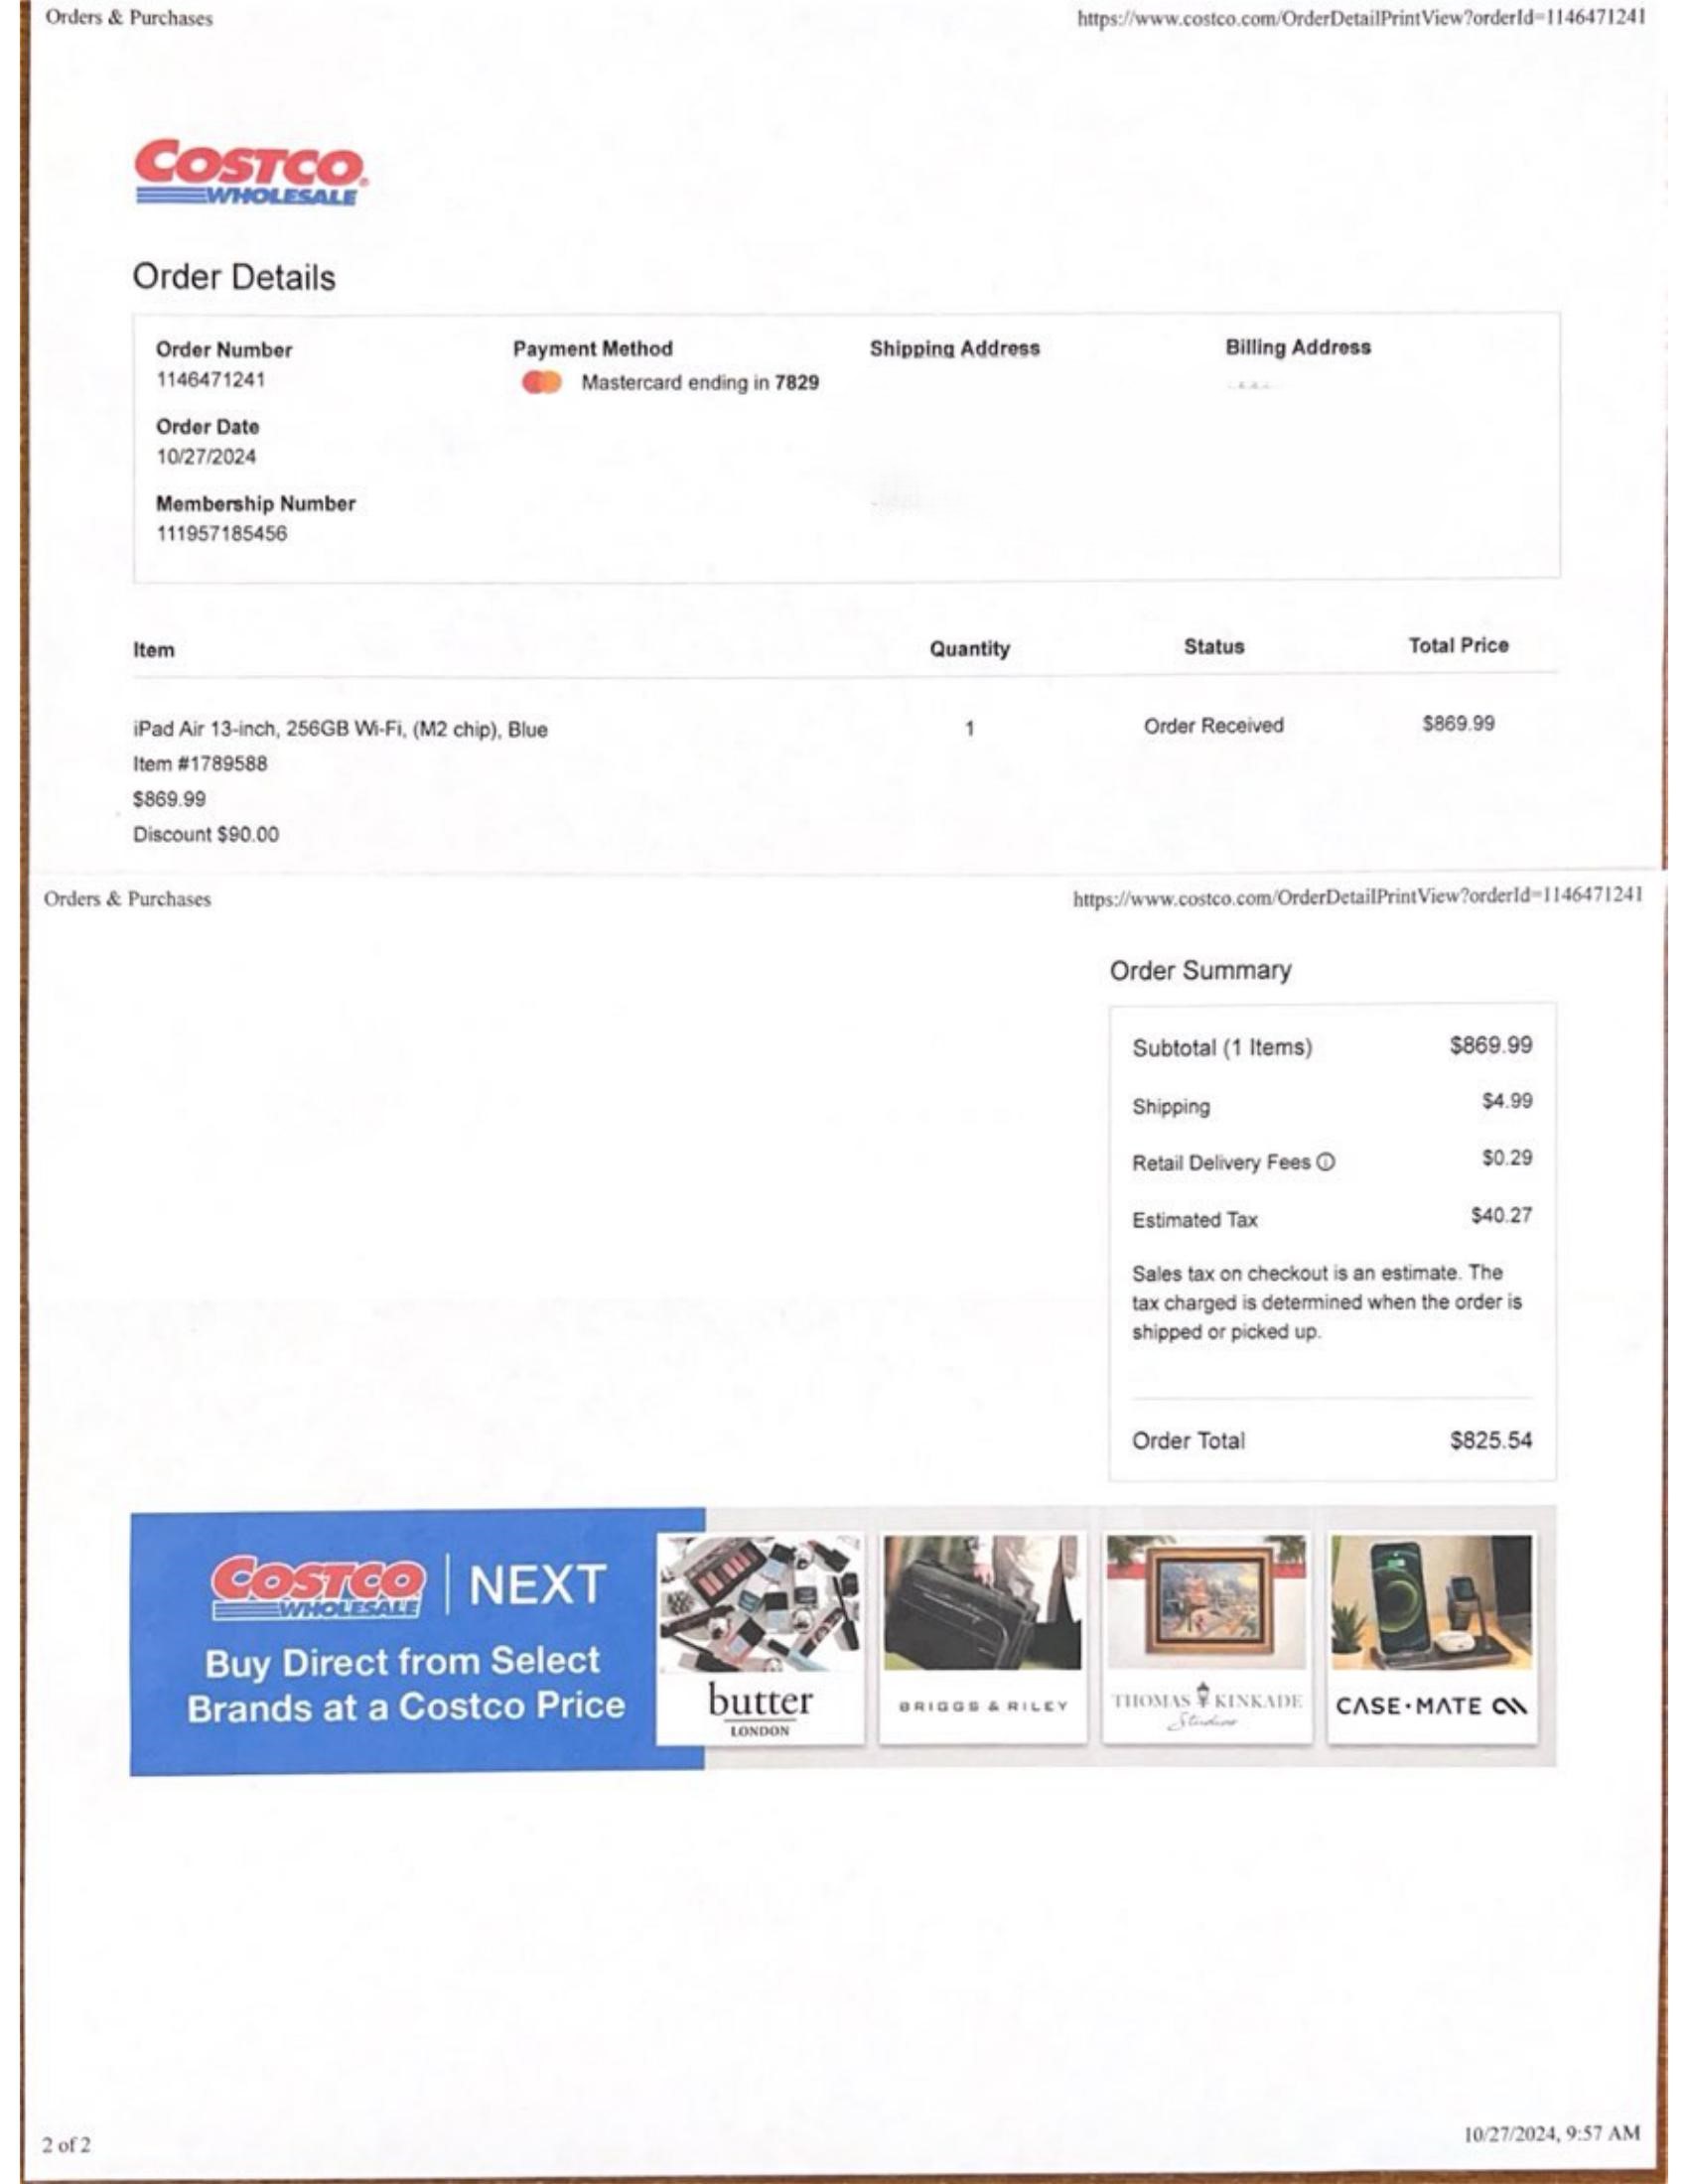 Orders & Purchases
https://www.costco.com/OrderDetailPrintView?orderId=1146471241
COSTCO
WHOLESALE
Order Details
Order Number
1146471241
Order Date
10/27/2024
Membership Number
111957185456
Payment Method
Mastercard ending in 7829
Shipping Address
Billing Address
Item Quantity Status Total Price
iPad Air 13-inch, 256GB Wi-Fi, (M2 chip), Blue 1 Order Received $869.99
Item #1789588
$869.99
Discount $90.00
Orders & Purchases
https://www.costco.com/OrderDetailPrintView?orderId=1146471241
Order Summary
Subtotal (1 Items) $869.99
Shipping $4.99
Retail Delivery Fees $0.29
Estimated Tax $40.27
Sales tax on checkout is an estimate. The
tax charged is determined when the order is
shipped or picked up.
Order Total $825.54
COSTCO
WHOLESALE
NEXT
Buy Direct from Select
Brands at a Costco Price
butter
LONDON
BRIGGS & RILEY
THOMAS KINKADE
Studios
CASE·MATE
2 of 2
10/27/2024, 9:57 AM